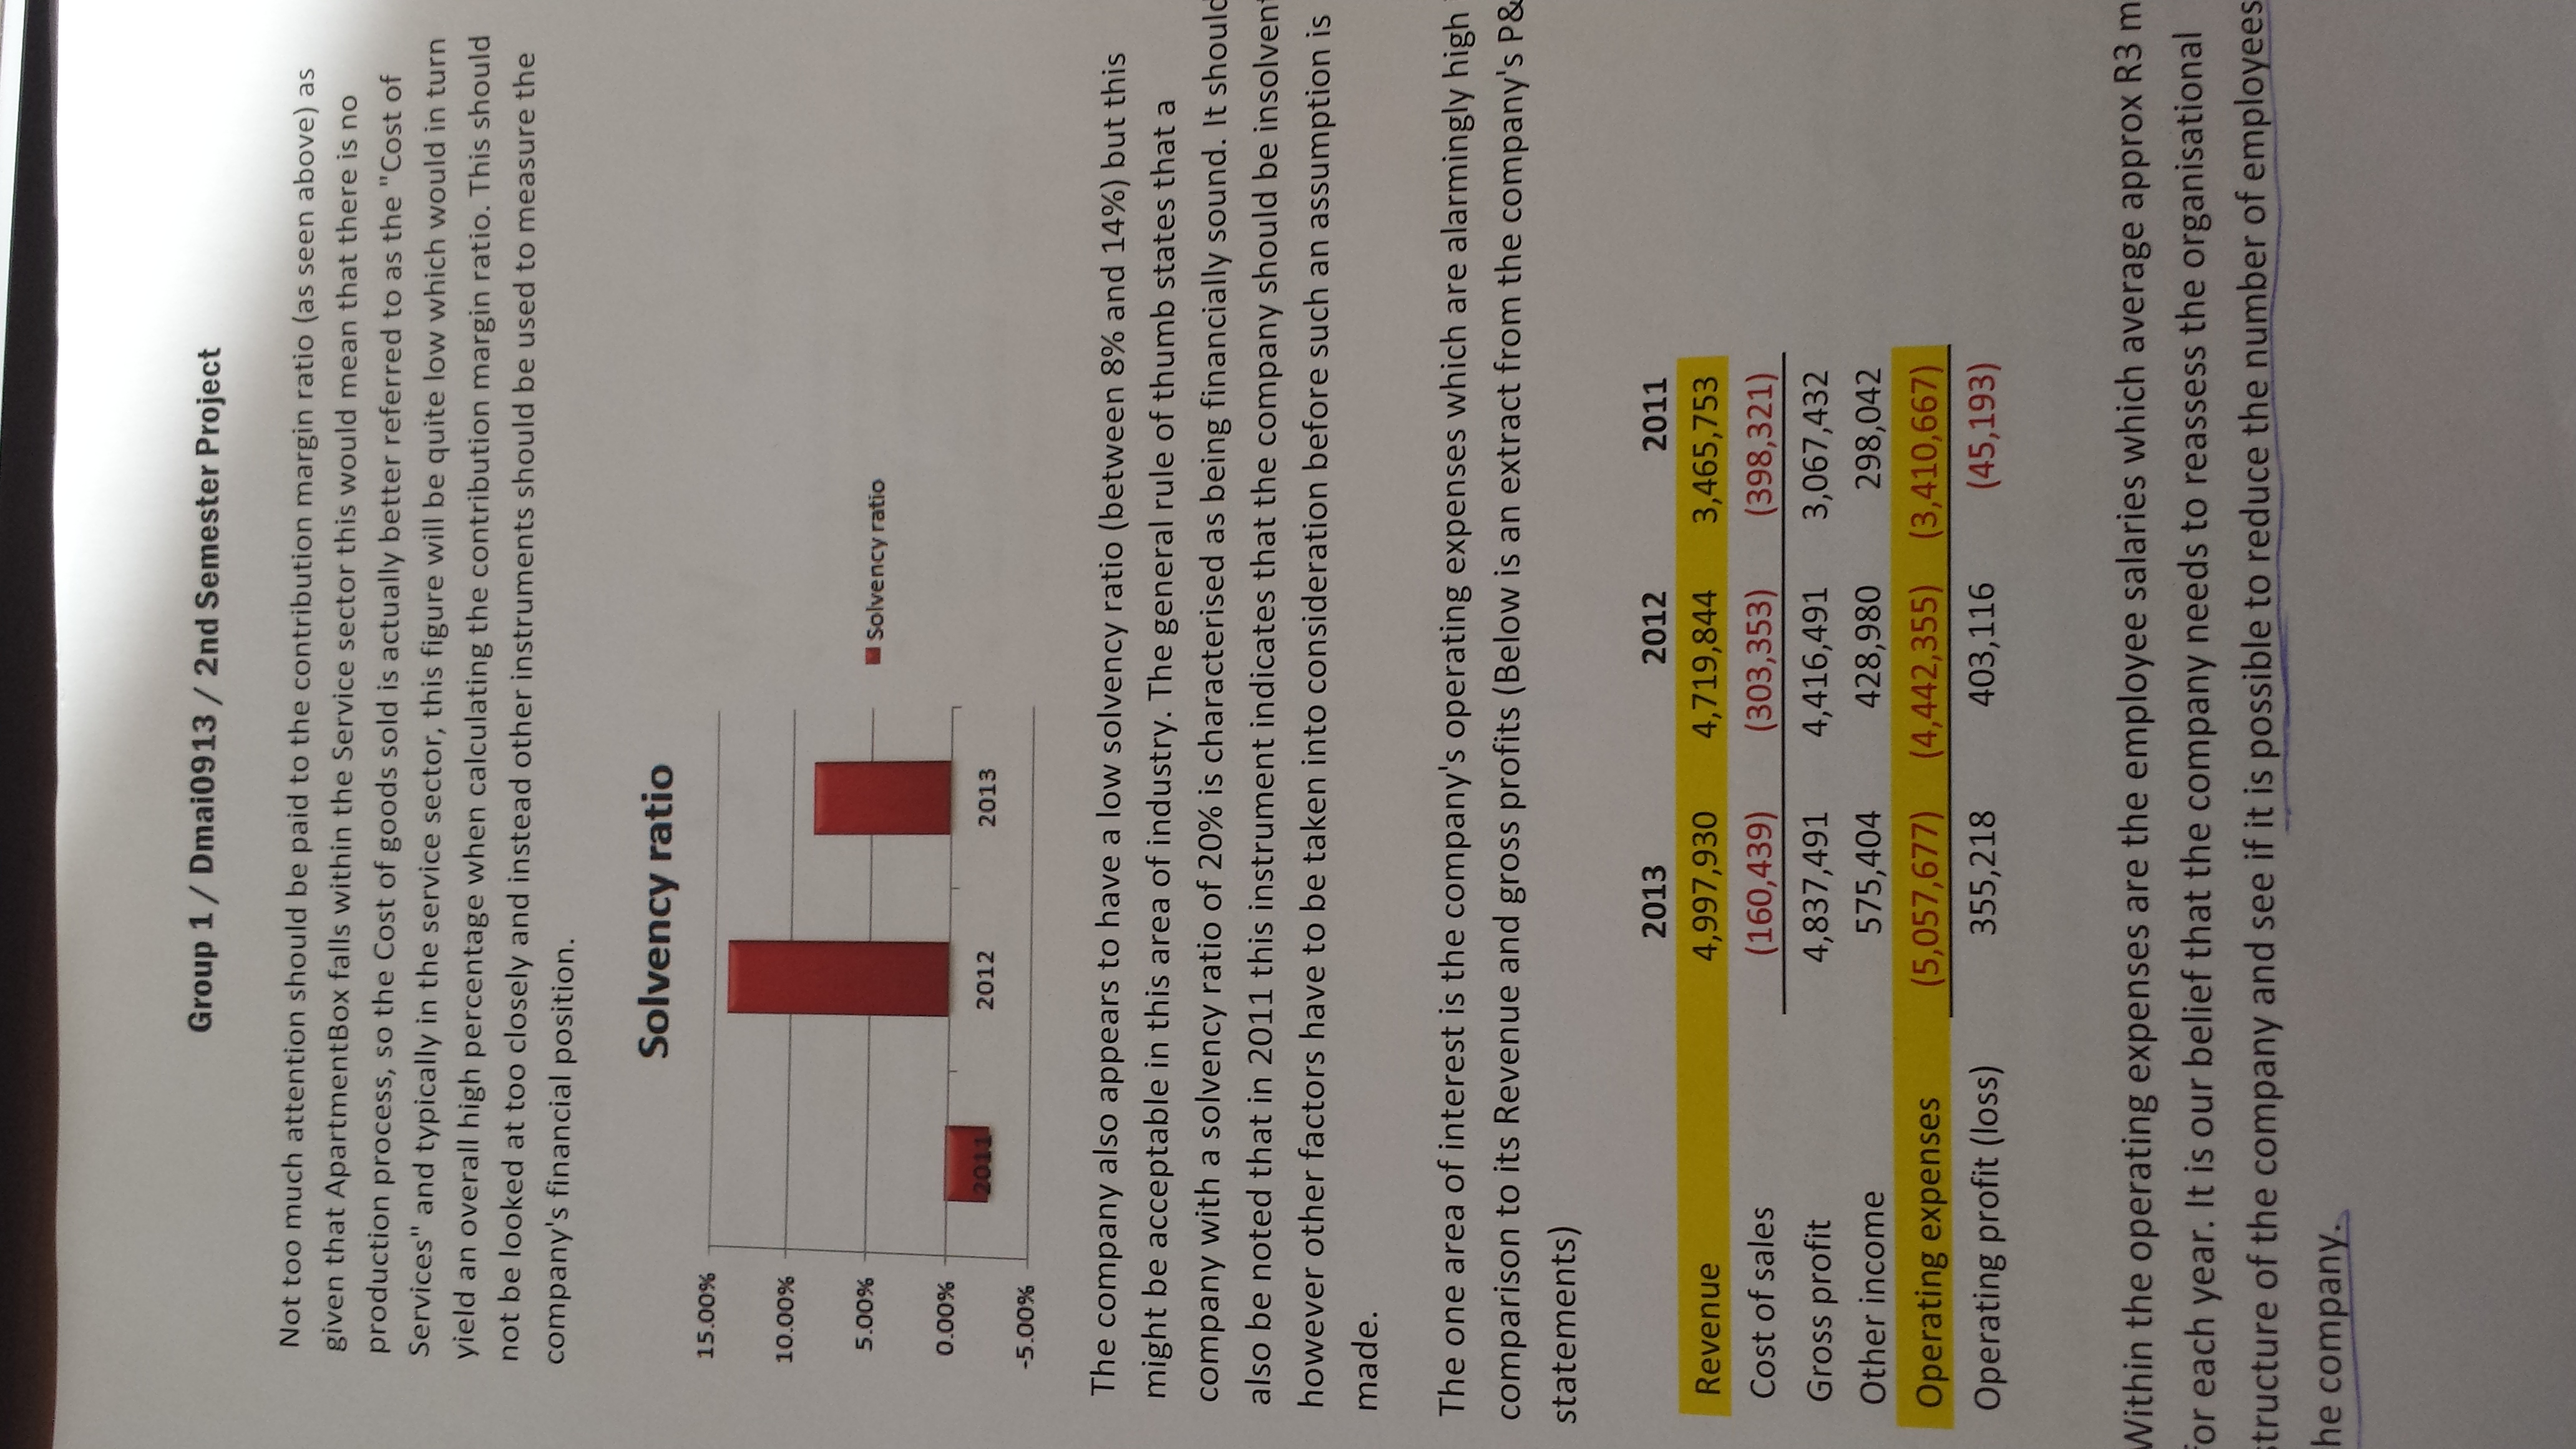 Group 1 / Dmai0913 / 2nd Semester Project
Not too much attention should be paid to the contribution margin ratio (as seen above) as
given that ApartmentBox falls within the Service sector this would mean that there is no
production process, so the Cost of goods sold is actually better referred to as the "Cost of
Services" and typically in the service sector, this figure will be quite low which would in turn
yield an overall high percentage when calculating the contribution margin ratio. This should
not be looked at too closely and instead other instruments should be used to measure the
company's financial position.
Solvency ratio
15.00%
10.00%
5.00%
0.00%
-5.00%
2011 2012 2013
Solvency ratio
The company also appears to have a low solvency ratio (between 8% and 14%) but this
might be acceptable in this area of industry. The general rule of thumb states that a
company with a solvency ratio of 20% is characterised as being financially sound. It should
also be noted that in 2011 this instrument indicates that the company should be insolvent
however other factors have to be taken into consideration before such an assumption is
made.
The one area of interest is the company's operating expenses which are alarmingly high
comparison to its Revenue and gross profits (Below is an extract from the company's P&
statements)
2013 2012 2011
Revenue 4,997,930 4,719,844 3,465,753
Cost of sales (160,439) (303,353) (398,321)
Gross profit 4,837,491 4,416,491 3,067,432
Other income 575,404 428,980 298,042
Operating expenses (5,057,677) (4,442,355) (3,410,667)
Operating profit (loss) 355,218 403,116 (45,193)
Within the operating expenses are the employee salaries which average approx R3 m
for each year. It is our belief that the company needs to reassess the organisational
structure of the company and see if it is possible to reduce the number of employees
he company.